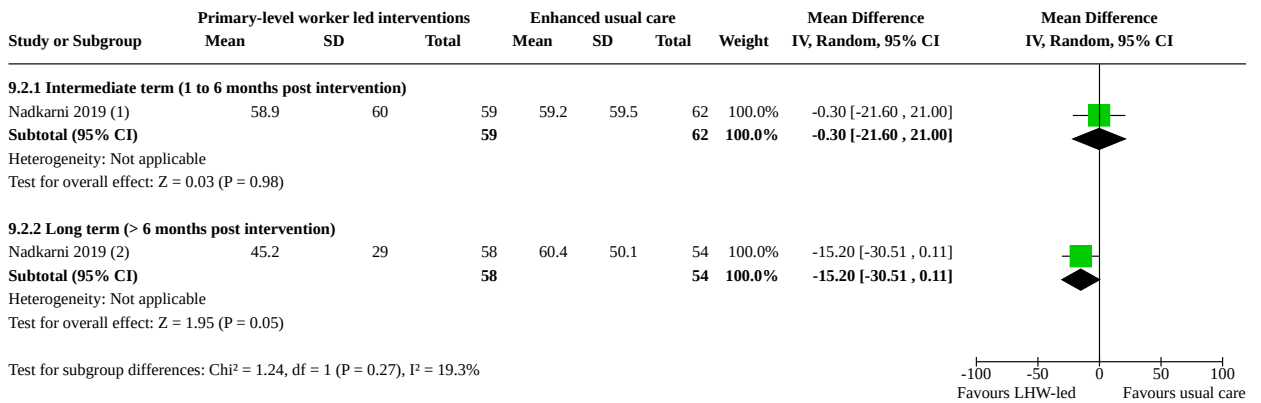 Primary-level worker led interventions Enhanced usual care Mean Difference Mean Difference
Study or Subgroup Mean SD Total Mean SD Total Weight IV, Random, 95% CI IV, Random, 95% CI
9.2.1 Intermediate term (1 to 6 months post intervention)
Nadkarni 2019 (1) 58.9 60 59 59.2 59.5 62 100.0% -0.30 [-21.60 , 21.00]
Subtotal (95% CI) 59 62 100.0% -0.30 [-21.60 , 21.00]
Heterogeneity: Not applicable
Test for overall effect: Z = 0.03 (P = 0.98)
9.2.2 Long term (> 6 months post intervention)
Nadkarni 2019 (2) 45.2 29 58 60.4 50.1 54 100.0% -15.20 [-30.51 , 0.11]
Subtotal (95% CI) 58 54 100.0% -15.20 [-30.51 , 0.11]
Heterogeneity: Not applicable
Test for overall effect: Z = 1.95 (P = 0.05)
Test for subgroup differences: Chi² = 1.24, df = 1 (P = 0.27), I² = 19.3%
-100 -50 0 50 100
Favours LHW-led Favours usual care